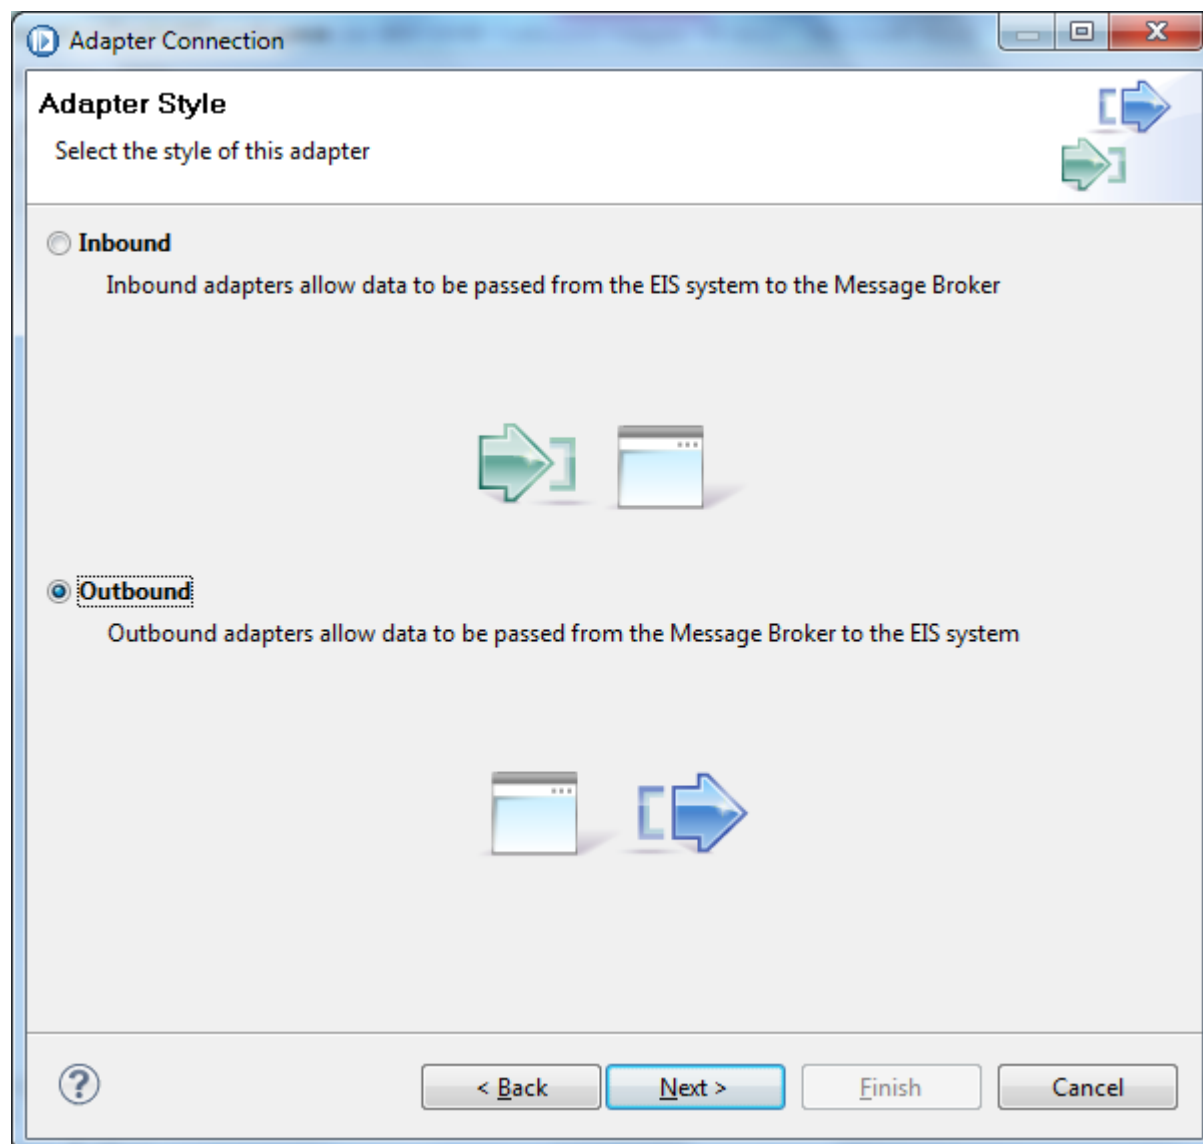 Adapter Connection
Adapter Style
Select the style of this adapter
Inbound
Inbound adapters allow data to be passed from the EIS system to the Message Broker
Outbound
Outbound adapters allow data to be passed from the Message Broker to the EIS system
? < Back Next > Finish Cancel